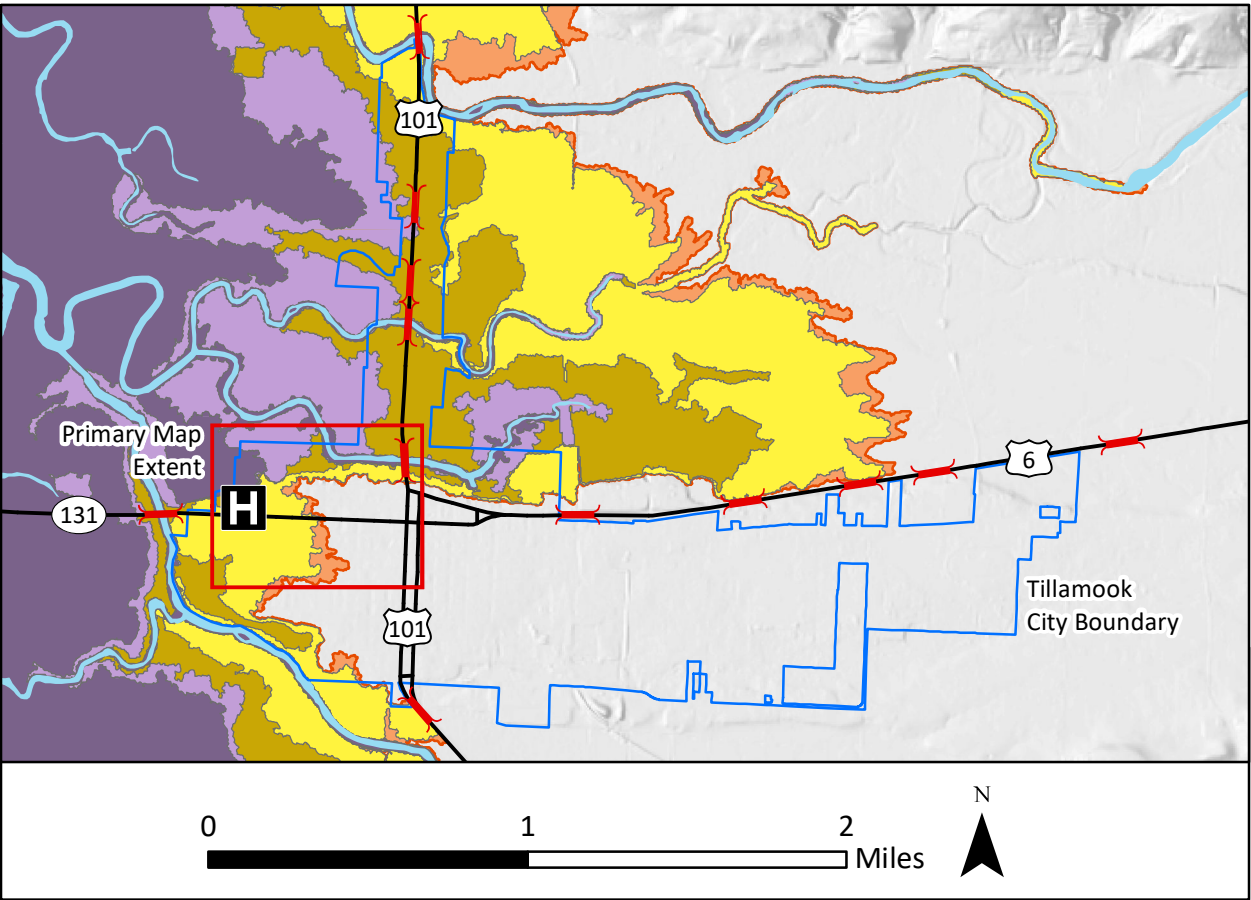 101
Primary Map
Extent
6
131
H
Tillamook
City Boundary
101
N
0 1 2
Miles